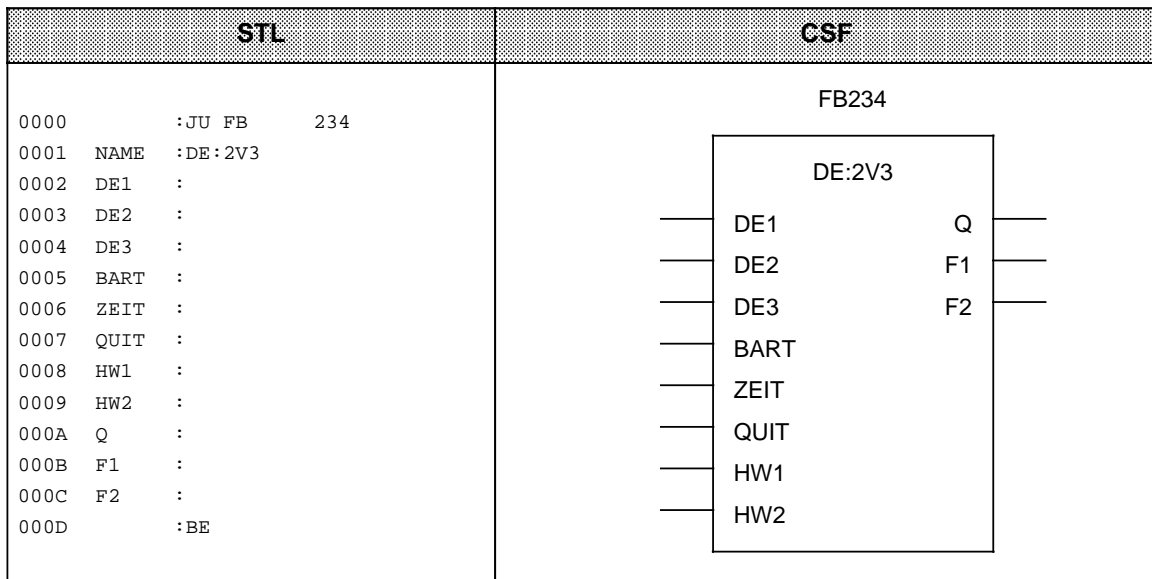 STL
CSF
0000 :JU FB 234
0001 NAME :DE:2V3
0002 DE1 :
0003 DE2 :
0004 DE3 :
0005 BART :
0006 ZEIT :
0007 QUIT :
0008 HW1 :
0009 HW2 :
000A Q :
000B F1 :
000C F2 :
000D :BE
FB234
DE:2V3
DE1 Q
DE2 F1
DE3 F2
BART
ZEIT
QUIT
HW1
HW2